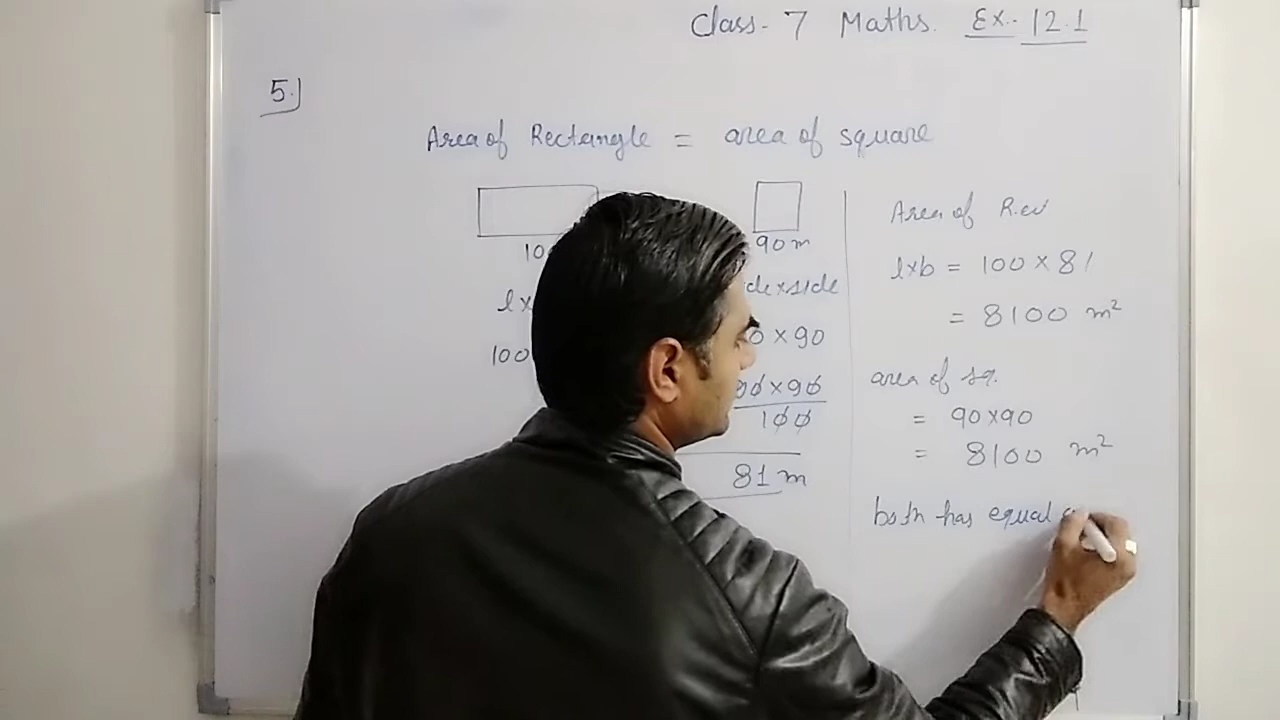 Class- 7 Maths. Ex.- 12.1
5.)
Area of Rectangle = area of square
90 m
l×
side×side
100
× 90
90×90
100
81 m
Area of Rec
l×b = 100×81
= 8100 m²
area of sq.
= 90×90
= 8100 m²
both has equal